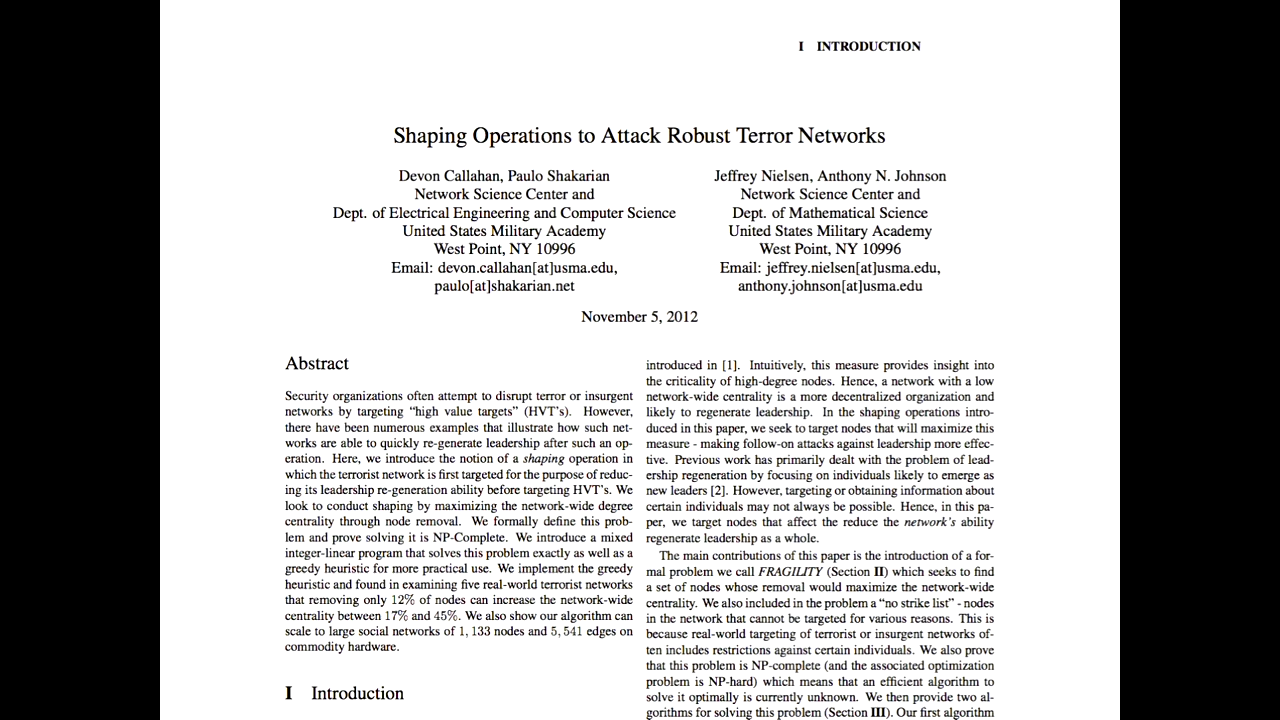 I INTRODUCTION
Shaping Operations to Attack Robust Terror Networks
Devon Callahan, Paulo Shakarian
Network Science Center and
Dept. of Electrical Engineering and Computer Science
United States Military Academy
West Point, NY 10996
Email: devon.callahan[at]usma.edu,
paulo[at]shakarian.net
Jeffrey Nielsen, Anthony N. Johnson
Network Science Center and
Dept. of Mathematical Science
United States Military Academy
West Point, NY 10996
Email: jeffrey.nielsen[at]usma.edu,
anthony.johnson[at]usma.edu
November 5, 2012
Abstract
Security organizations often attempt to disrupt terror or insurgent
networks by targeting “high value targets” (HVT’s). However,
there have been numerous examples that illustrate how such net-
works are able to quickly re-generate leadership after such an op-
eration. Here, we introduce the notion of a shaping operation in
which the terrorist network is first targeted for the purpose of reduc-
ing its leadership re-generation ability before targeting HVT’s. We
look to conduct shaping by maximizing the network-wide degree
centrality through node removal. We formally define this prob-
lem and prove solving it is NP-Complete. We introduce a mixed
integer-linear program that solves this problem exactly as well as a
greedy heuristic for more practical use. We implement the greedy
heuristic and found in examining five real-world terrorist networks
that removing only 12% of nodes can increase the network-wide
centrality between 17% and 45%. We also show our algorithm can
scale to large social networks of 1, 133 nodes and 5, 541 edges on
commodity hardware.
I Introduction
introduced in [1]. Intuitively, this measure provides insight into
the criticality of high-degree nodes. Hence, a network with a low
network-wide centrality is a more decentralized organization and
likely to regenerate leadership. In the shaping operations intro-
duced in this paper, we seek to target nodes that will maximize this
measure - making follow-on attacks against leadership more effec-
tive. Previous work has primarily dealt with the problem of lead-
ership regeneration by focusing on individuals likely to emerge as
new leaders [2]. However, targeting or obtaining information about
certain individuals may not always be possible. Hence, in this pa-
per, we target nodes that affect the reduce the network’s ability
regenerate leadership as a whole.
The main contributions of this paper is the introduction of a for-
mal problem we call FRAGILITY (Section II) which seeks to find
a set of nodes whose removal would maximize the network-wide
centrality. We also included in the problem a “no strike list” - nodes
in the network that cannot be targeted for various reasons. This is
because real-world targeting of terrorist or insurgent networks of-
ten includes restrictions against certain individuals. We also prove
that this problem is NP-complete (and the associated optimization
problem is NP-hard) which means that an efficient algorithm to
solve it optimally is currently unknown. We then provide two al-
gorithms for solving this problem (Section III). Our first algorithm